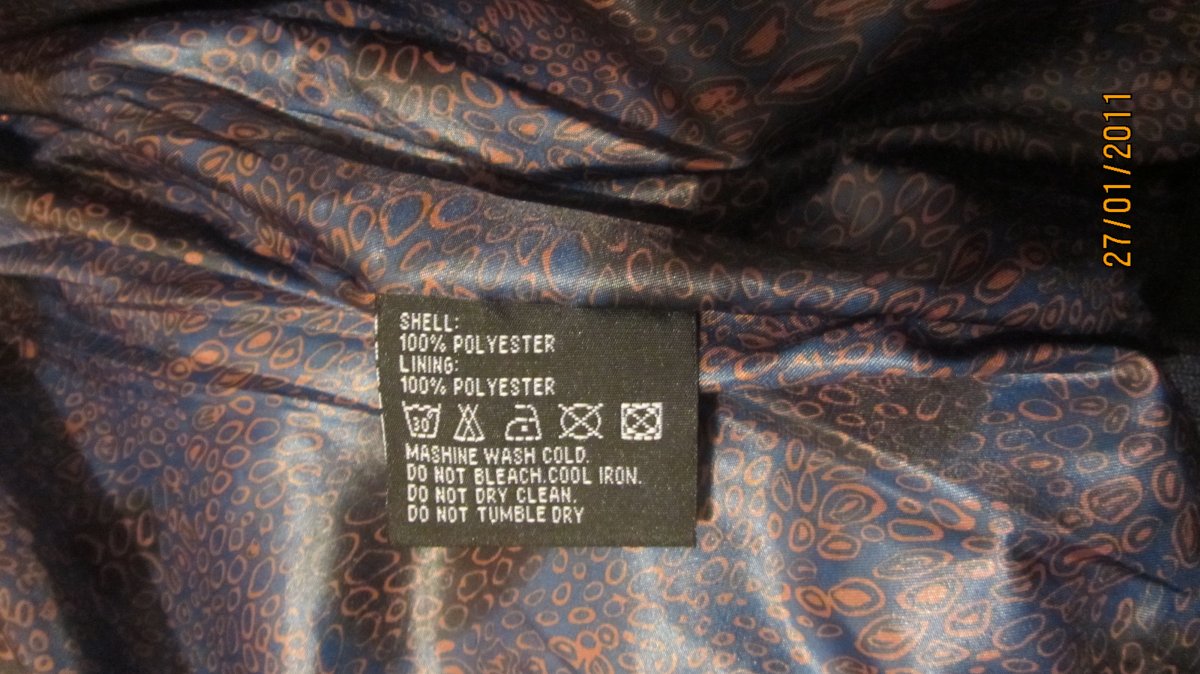 SHELL:
100% POLYESTER
LINING:
100% POLYESTER
30
MASHINE WASH COLD.
DO NOT BLEACH.COOL IRON.
DO NOT DRY CLEAN.
DO NOT TUMBLE DRY
27/01/2011